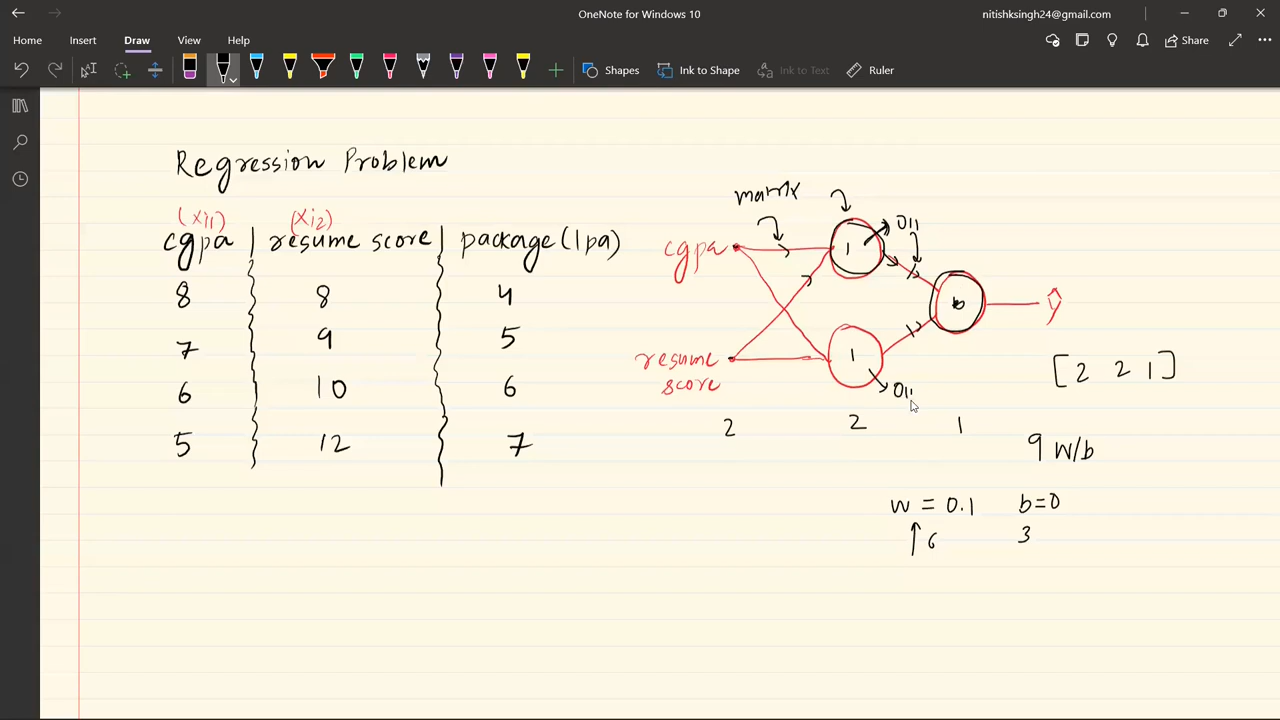 OneNote for Windows 10
nitishksingh24@gmail.com
Home Insert Draw View Help
Share
Shapes Ink to Shape Ink to Text Ruler
Regression Problem
(xi1) (xi2)
cgpa | resume score | package (lpa)
8 8 4
7 9 5
6 10 6
5 12 7
matrix
cgpa 1 O11
b ŷ
resume score 1 O11
[2 2 1]
2 2 1
9 W/b
w = 0.1 b=0
↑6 3